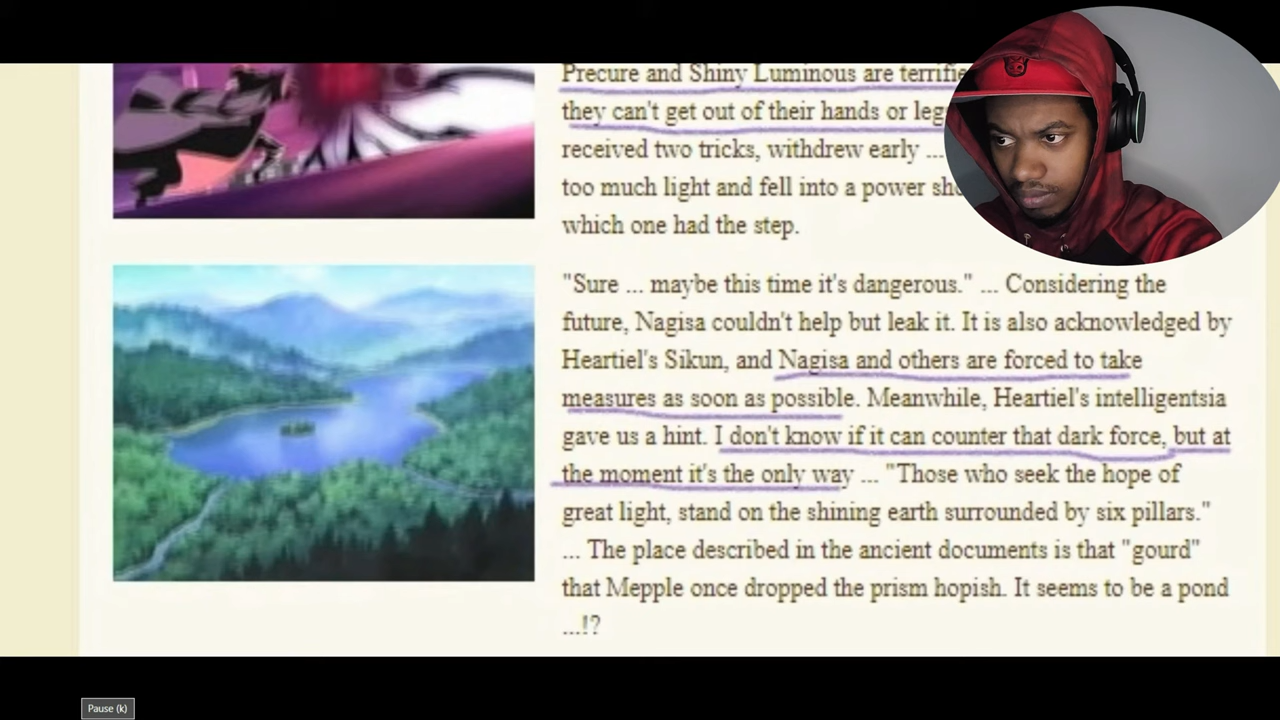 Precure and Shiny Luminous are
they can't get out of their hands or
received two tricks, withdrew early ...
too much light and fell into a power
which one had the step.
"Sure ... maybe this time it's dangerous." ... Considering the
future, Nagisa couldn't help but leak it. It is also acknowledged by
Heartiel's Sikun, and Nagisa and others are forced to take
measures as soon as possible. Meanwhile, Heartiel's intelligentsia
gave us a hint. I don't know if it can counter that dark force, but at
the moment it's the only way ... "Those who seek the hope of
great light, stand on the shining earth surrounded by six pillars."
... The place described in the ancient documents is that "gourd"
that Mepple once dropped the prism hopish. It seems to be a pond
...!?
Pause (k)